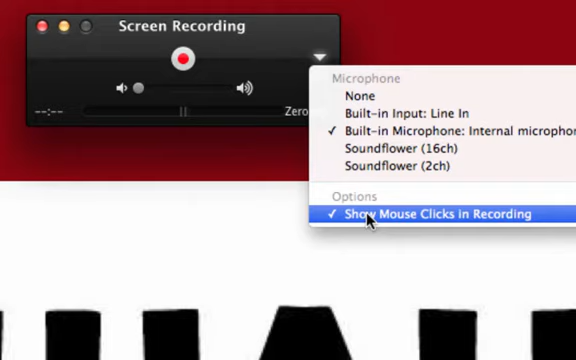 Screen Recording
Microphone
None
Built-in Input: Line In
✓ Built-in Microphone: Internal
Soundflower (16ch)
Soundflower (2ch)
--:--
Zero
Options
✓ Show Mouse Clicks in Recording